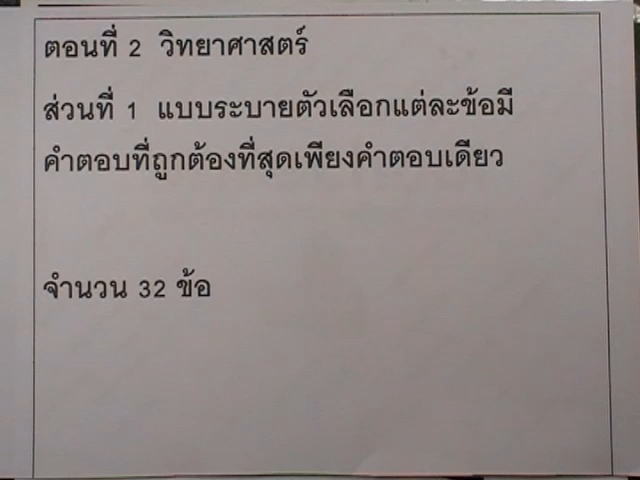 ตอนที่ 2 วิทยาศาสตร์
ส่วนที่ 1 แบบระบายตัวเลือกแต่ละข้อมี
คำตอบที่ถูกต้องที่สุดเพียงคำตอบเดียว
จำนวน 32 ข้อ